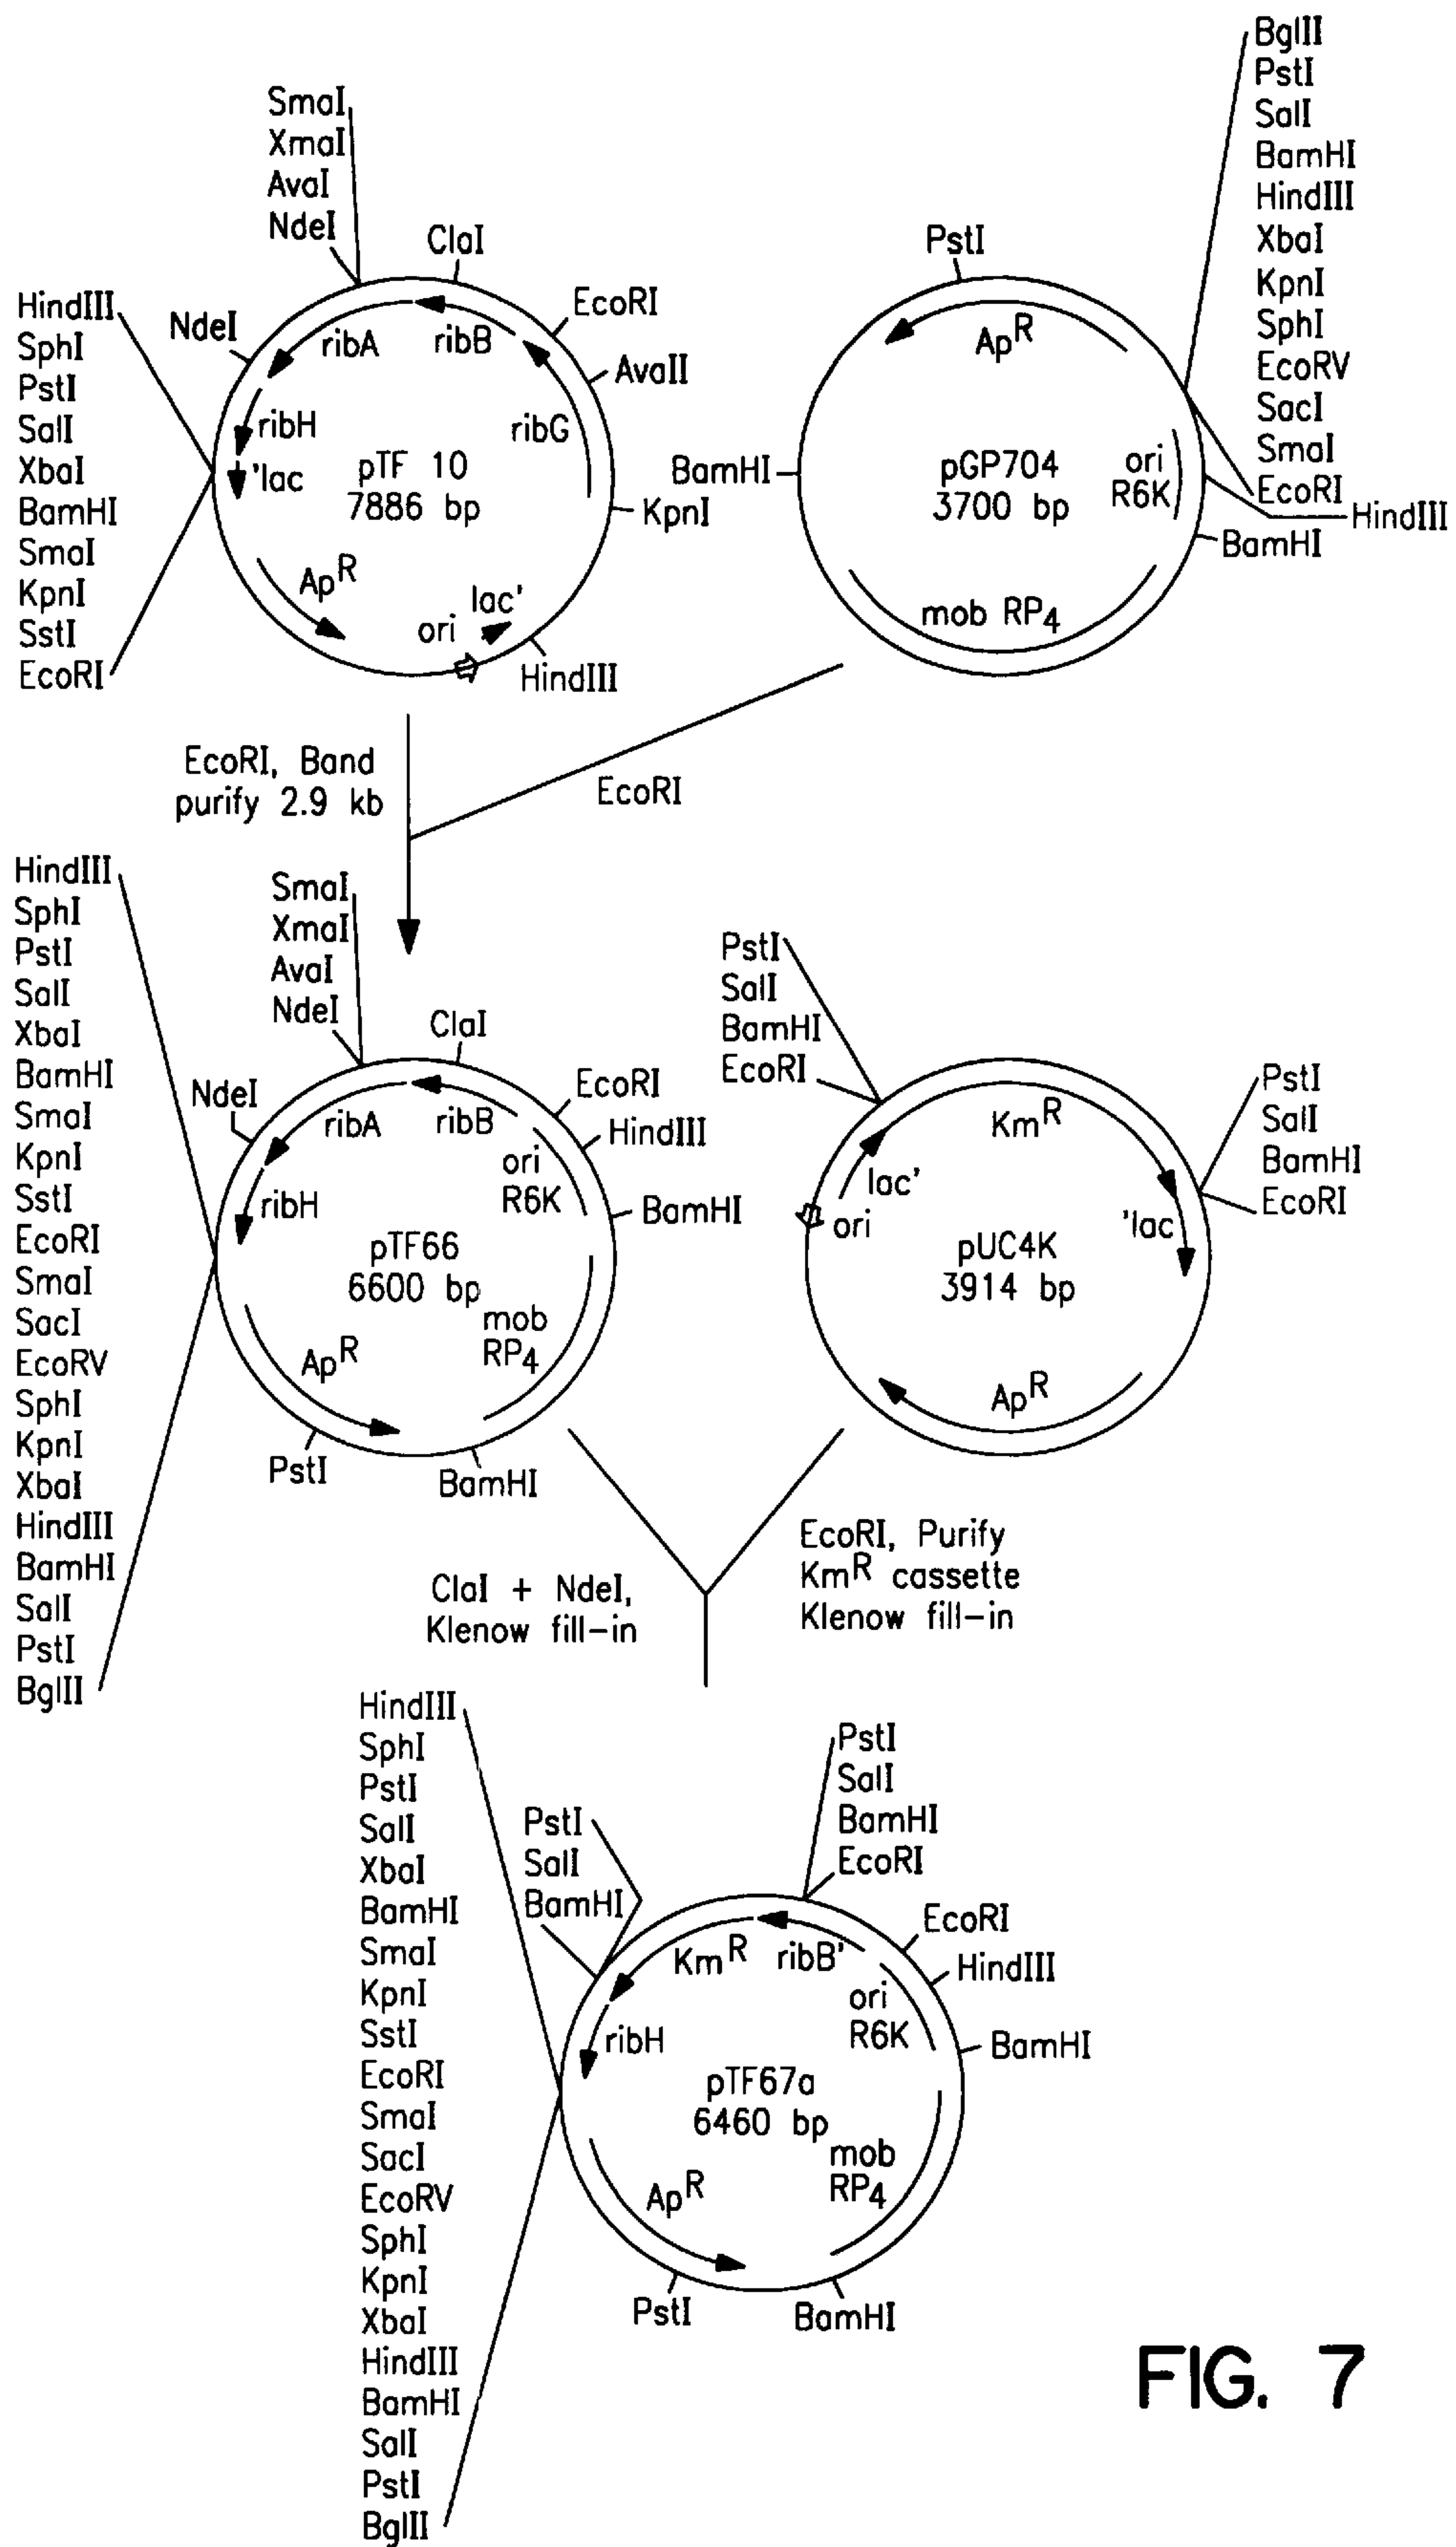 SmaI
XmaI
AvaI
NdeI
ClaI
EcoRI
AvaII
KpnI
HindIII
NdeI
HindIII
SphI
PstI
SalI
XbaI
BamHI
SmaI
KpnI
SstI
EcoRI
ribA
ribB
ribG
ribH
'lac
pTF 10
7886 bp
ApR
lac'
ori
BglII
PstI
SalI
BamHI
HindIII
XbaI
KpnI
SphI
EcoRV
SacI
SmaI
EcoRI
HindIII
BamHI
PstI
BamHI
ApR
pGP704
3700 bp
ori
R6K
mob RP4
EcoRI, Band
purify 2.9 kb
EcoRI
HindIII
SphI
PstI
SalI
XbaI
BamHI
SmaI
KpnI
SstI
EcoRI
SmaI
SacI
EcoRV
SphI
KpnI
XbaI
HindIII
BamHI
SalI
PstI
BglII
SmaI
XmaI
AvaI
NdeI
NdeI
ClaI
EcoRI
HindIII
BamHI
ribA
ribB
ribH
ori
R6K
pTF66
6600 bp
mob
RP4
ApR
PstI
BamHI
PstI
SalI
BamHI
EcoRI
PstI
SalI
BamHI
EcoRI
KmR
lac'
ori
'lac
pUC4K
3914 bp
ApR
ClaI + NdeI,
Klenow fill-in
EcoRI, Purify
KmR cassette
Klenow fill-in
HindIII
SphI
PstI
SalI
XbaI
BamHI
SmaI
KpnI
SstI
EcoRI
SmaI
SacI
EcoRV
SphI
KpnI
XbaI
HindIII
BamHI
SalI
PstI
BglII
PstI
SalI
BamHI
PstI
SalI
BamHI
EcoRI
EcoRI
HindIII
BamHI
KmR
ribB'
ribH
ori
R6K
pTF67a
6460 bp
mob
RP4
ApR
PstI
BamHI
FIG. 7